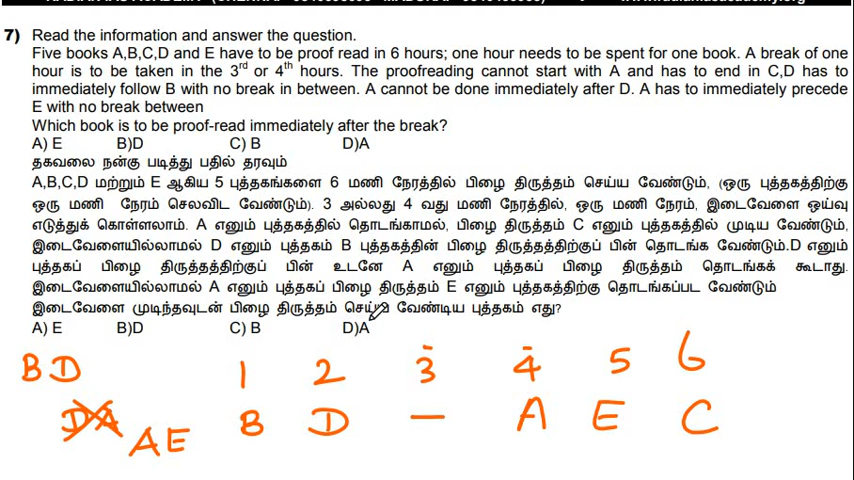 7) Read the information and answer the question.
Five books A,B,C,D and E have to be proof read in 6 hours; one hour needs to be spent for one book. A break of one
hour is to be taken in the 3rd or 4th hours. The proofreading cannot start with A and has to end in C,D has to
immediately follow B with no break in between. A cannot be done immediately after D. A has to immediately precede
E with no break between
Which book is to be proof-read immediately after the break?
A) E B)D C) B D)A
தகவலை நன்கு படித்து பதில் தரவும்
A,B,C,D மற்றும் E ஆகிய 5 புத்தகங்களை 6 மணி நேரத்தில் பிழை திருத்தம் செய்ய வேண்டும், (ஒரு புத்தகத்திற்கு
ஒரு மணி நேரம் செலவிட வேண்டும்). 3 அல்லது 4 வது மணி நேரத்தில், ஒரு மணி நேரம், இடைவேளை ஓய்வு
எடுத்துக் கொள்ளலாம். A எனும் புத்தகத்தில் தொடங்காமல், பிழை திருத்தம் C எனும் புத்தகத்தில் முடிய வேண்டும்,
இடைவேளையில்லாமல் D எனும் புத்தகம் B புத்தகத்தின் பிழை திருத்தத்திற்குப் பின் தொடங்க வேண்டும்.D எனும்
புத்தகப் பிழை திருத்தத்திற்குப் பின் உடனே A எனும் புத்தகப் பிழை திருத்தம் தொடங்கக் கூடாது.
இடைவேளையில்லாமல் A எனும் புத்தகப் பிழை திருத்தம் E எனும் புத்தகத்திற்கு தொடங்கப்பட வேண்டும்
இடைவேளை முடிந்தவுடன் பிழை திருத்தம் செய்ய வேண்டிய புத்தகம் எது?
A) E B)D C) B D)A
BD 1 2 3 4 5 6
DA AE B D — A E C